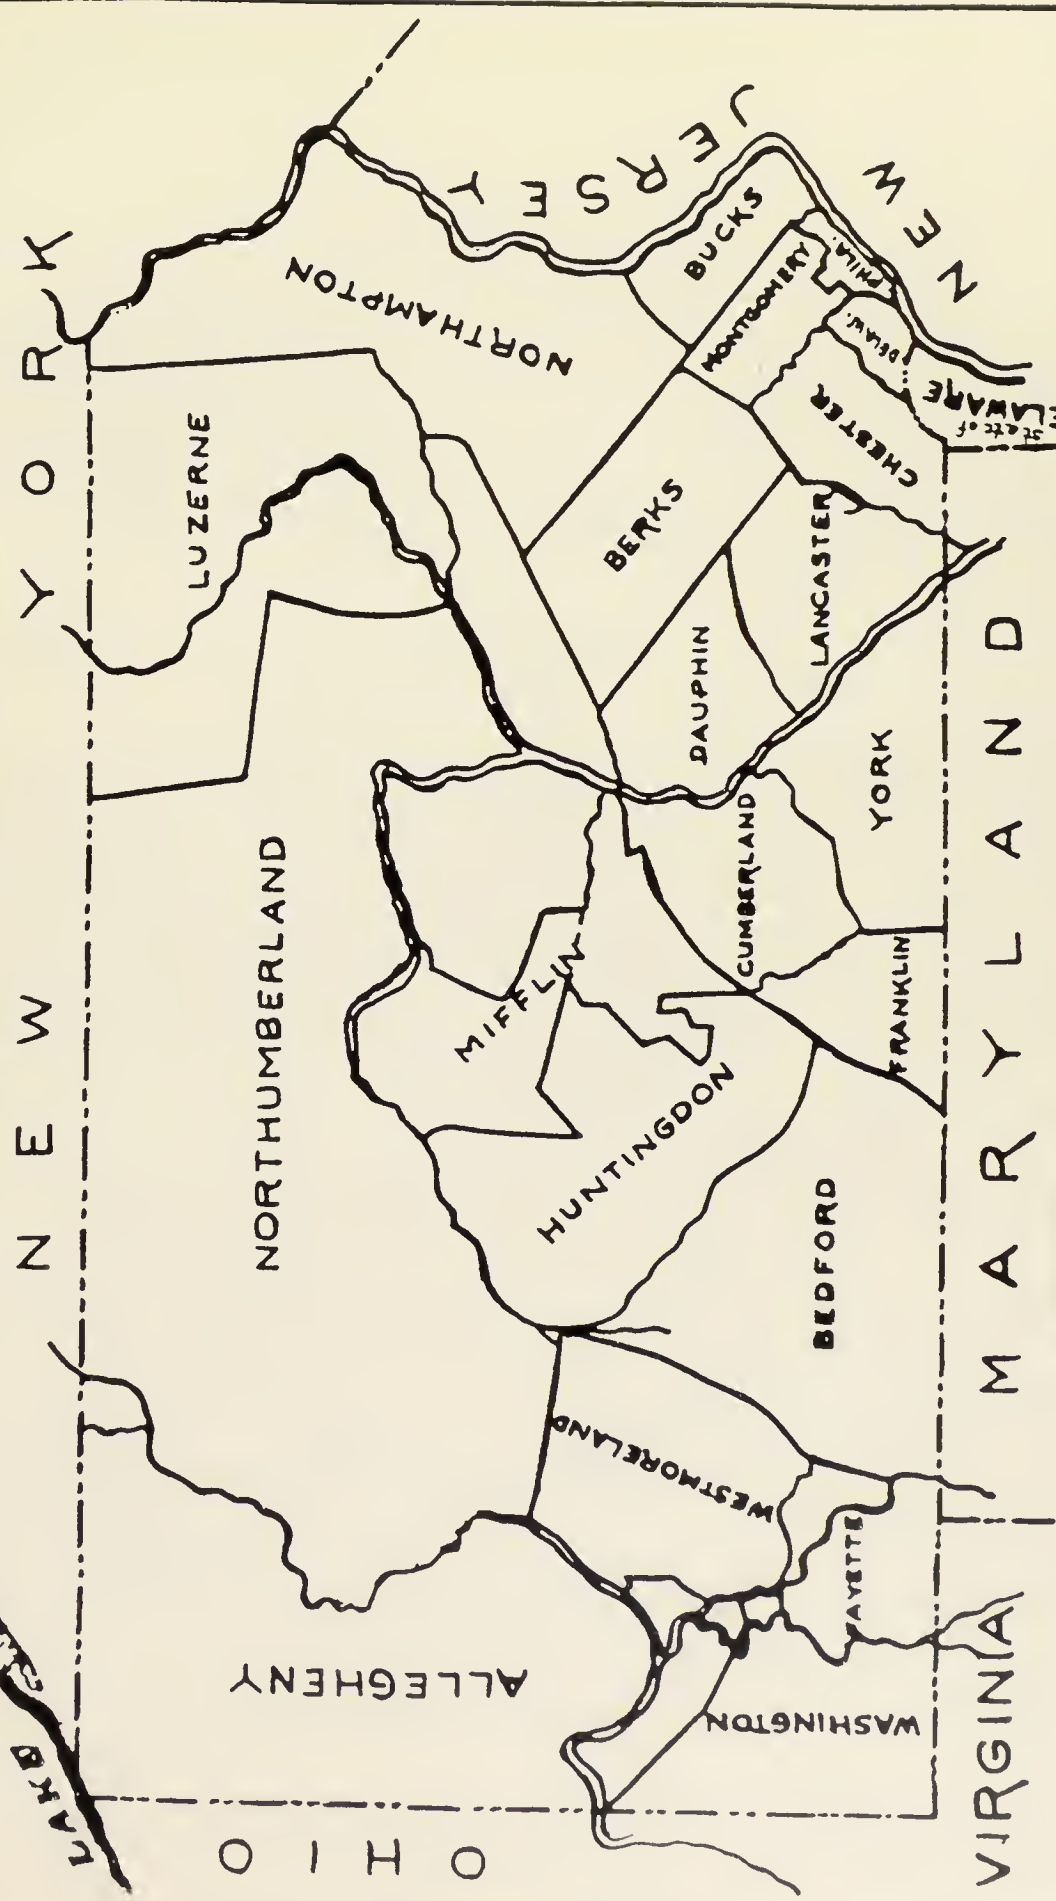 NEW YORK
LAKE
OHIO
ALLEGHENY
NORTHUMBERLAND
LUZERNE
NORTHAMPTON
NEW JERSEY
WESTMORELAND
HUNTINGDON
MIFFLIN
DAUPHIN
BERKS
BUCKS
MONTGOMERY
PHILA.
DELAW.
CHESTER
LANCASTER
CUMBERLAND
YORK
FRANKLIN
BEDFORD
FAYETTE
WASHINGTON
state of
ELAWARE
VIRGINIA
MARYLAND